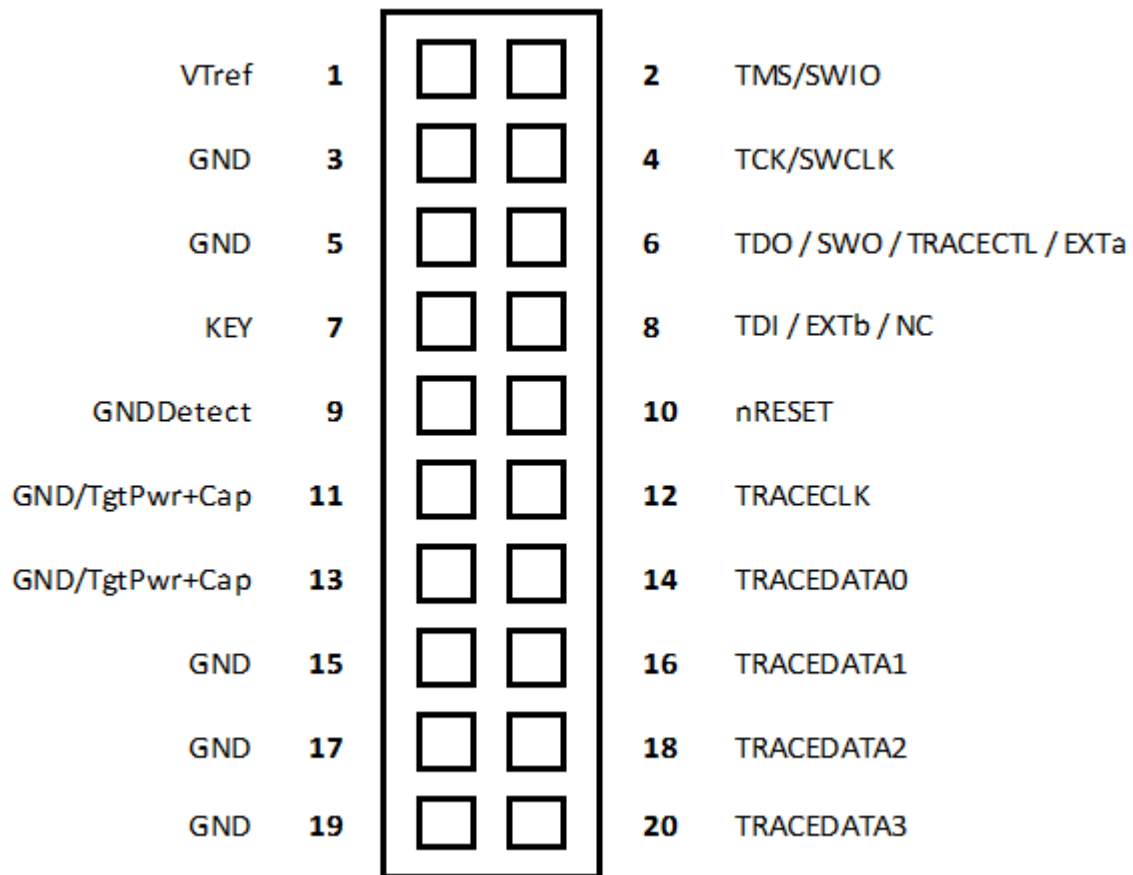 VTref 1 2 TMS/SWIO
GND 3 4 TCK/SWCLK
GND 5 6 TDO / SWO / TRACECTL / EXTa
KEY 7 8 TDI / EXTb / NC
GNDDetect 9 10 nRESET
GND/TgtPwr+Cap 11 12 TRACECLK
GND/TgtPwr+Cap 13 14 TRACEDATA0
GND 15 16 TRACEDATA1
GND 17 18 TRACEDATA2
GND 19 20 TRACEDATA3